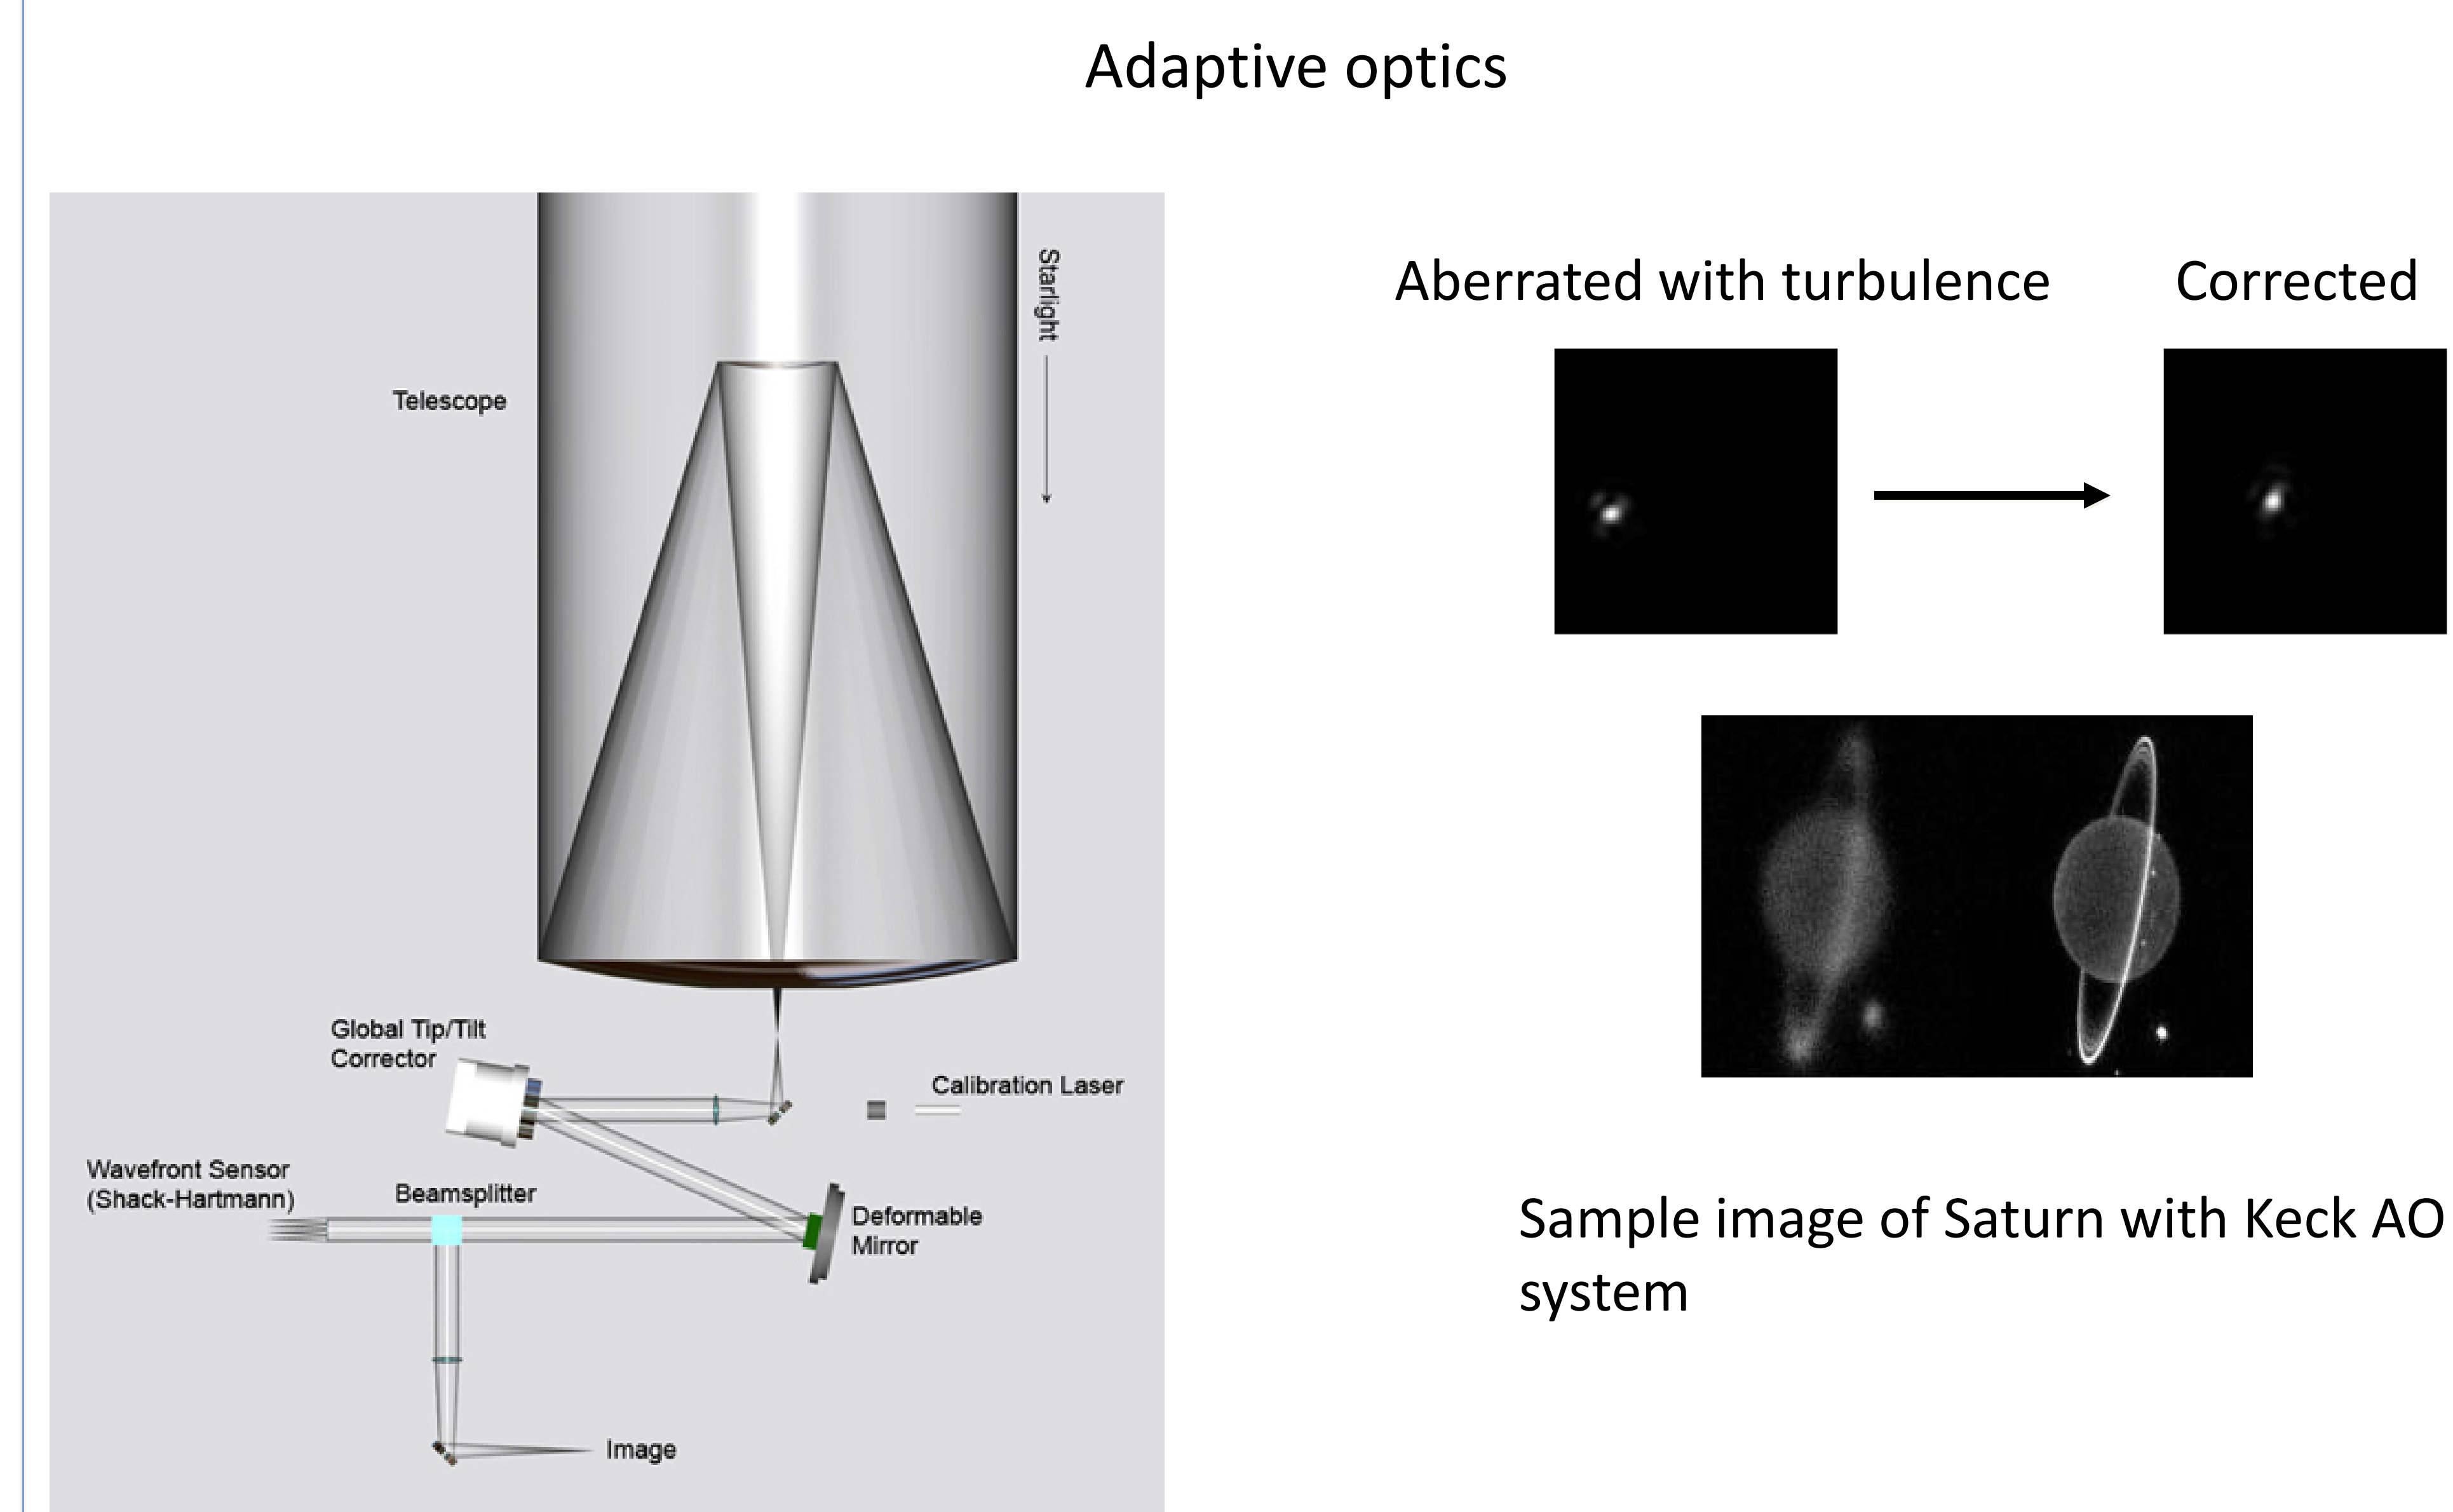 Adaptive optics
Starlight
Telescope
Global Tip/Tilt
Corrector
Calibration Laser
Wavefront Sensor
(Shack-Hartmann)
Beamsplitter
Deformable
Mirror
Image
Aberrated with turbulence
Corrected
Sample image of Saturn with Keck AO
system